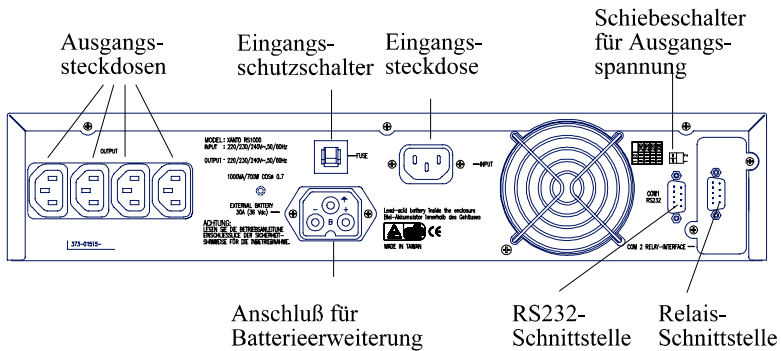 Ausgangs-
steckdosen
Eingangs-
schutzschalter
Eingangs-
steckdose
Schiebeschalter
für Ausgangs-
spannung
OUTPUT
MODEL: XANTO RS1000
INPUT : 220/230/240V~,50/60Hz
OUTPUT : 220/230/240V~,50/60Hz
1000VA/700W COSø 0.7
EXTERNAL BATTERY
30A (36 Vdc)
ACHTUNG:
LESEN SIE DIE BETRIEBSANLEITUNG
EINSCHLIESSLICE DER SICHERHEIT-
SHINWEISE FÜR DIE INBETRIEBNAHME.
373-01515-
FUSE
INPUT
Lead-acid battery inside the enclosure
Blei-Akkumulator innerhalb des Gehäuses
CE
MADE IN TAIWAN
COM1
RS232
COM 2 RELAY-INTERFACE
Anschluß für
Batterieerweiterung
RS232-
Schnittstelle
Relais-
Schnittstelle